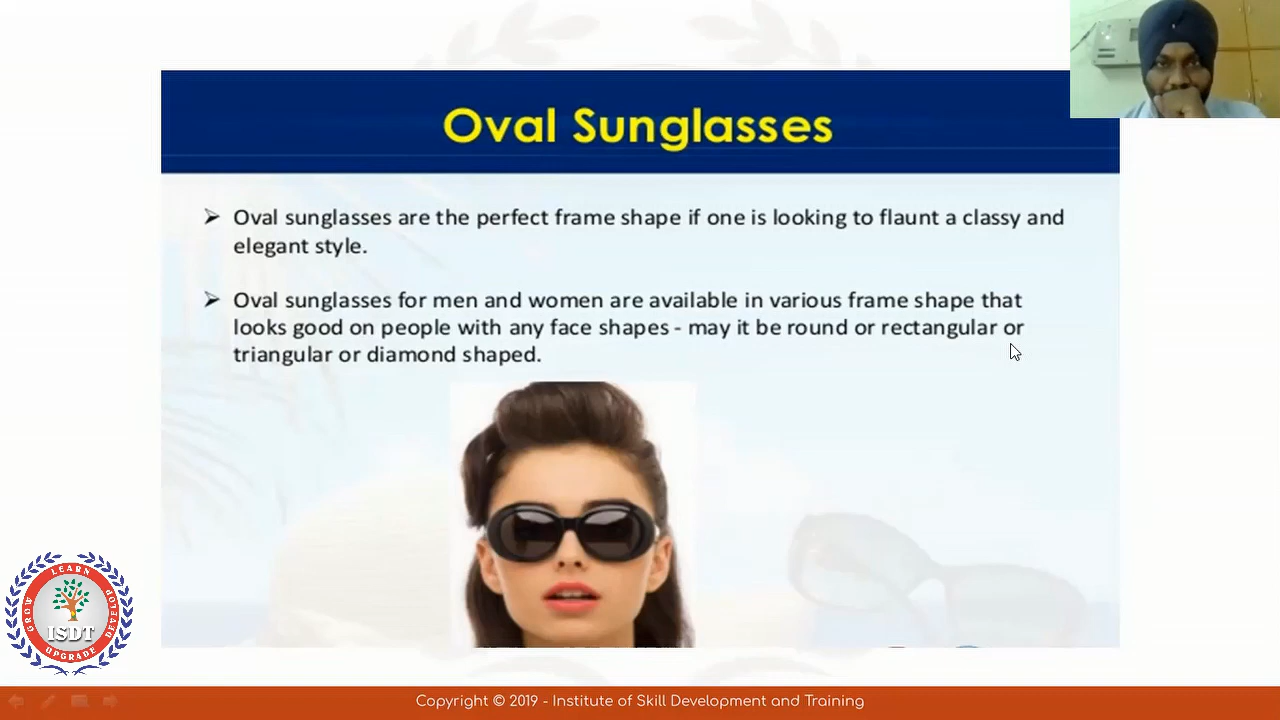 Oval Sunglasses
➢ Oval sunglasses are the perfect frame shape if one is looking to flaunt a classy and
elegant style.
➢ Oval sunglasses for men and women are available in various frame shape that
looks good on people with any face shapes - may it be round or rectangular or
triangular or diamond shaped.
LEARN
GROW
DEVELOP
ISDT
UPGRADE
Copyright © 2019 - Institute of Skill Development and Training